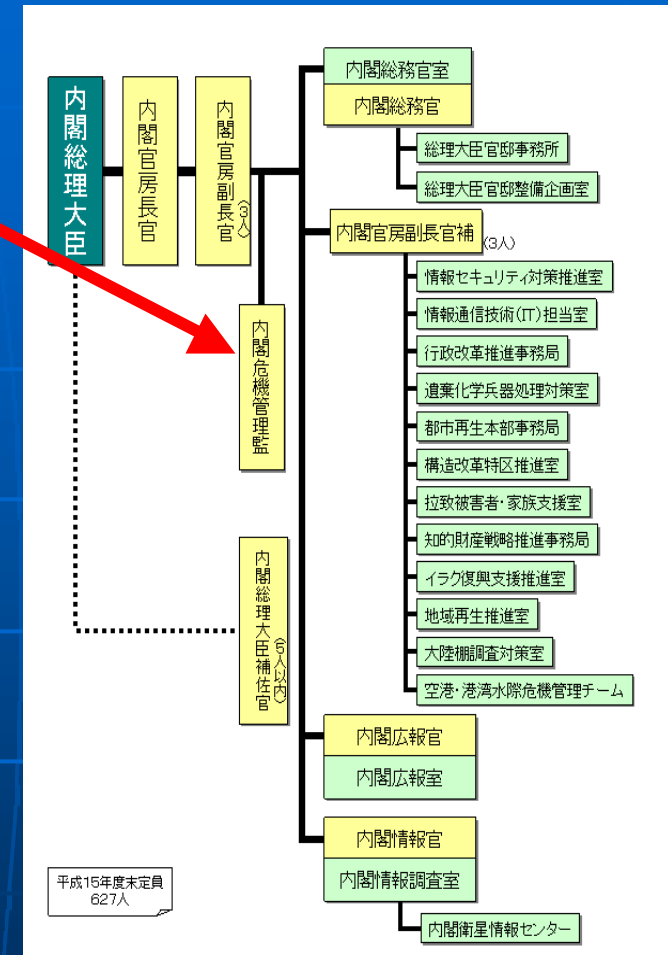 内閣総理大臣
内閣官房長官
内閣官房副長官(3人)
内閣危機管理監
内閣総理大臣補佐官(5人以内)
内閣総務官室
内閣総務官
総理大臣官邸事務所
総理大臣官邸整備企画室
内閣官房副長官補(3人)
情報セキュリティ対策推進室
情報通信技術(IT)担当室
行政改革推進事務局
遺棄化学兵器処理対策室
都市再生本部事務局
構造改革特区推進室
拉致被害者・家族支援室
知的財産戦略推進事務局
イラク復興支援推進室
地域再生推進室
大陸棚調査対策室
空港・港湾水際危機管理チーム
内閣広報官
内閣広報室
内閣情報官
内閣情報調査室
内閣衛星情報センター
平成15年度末定員
627人